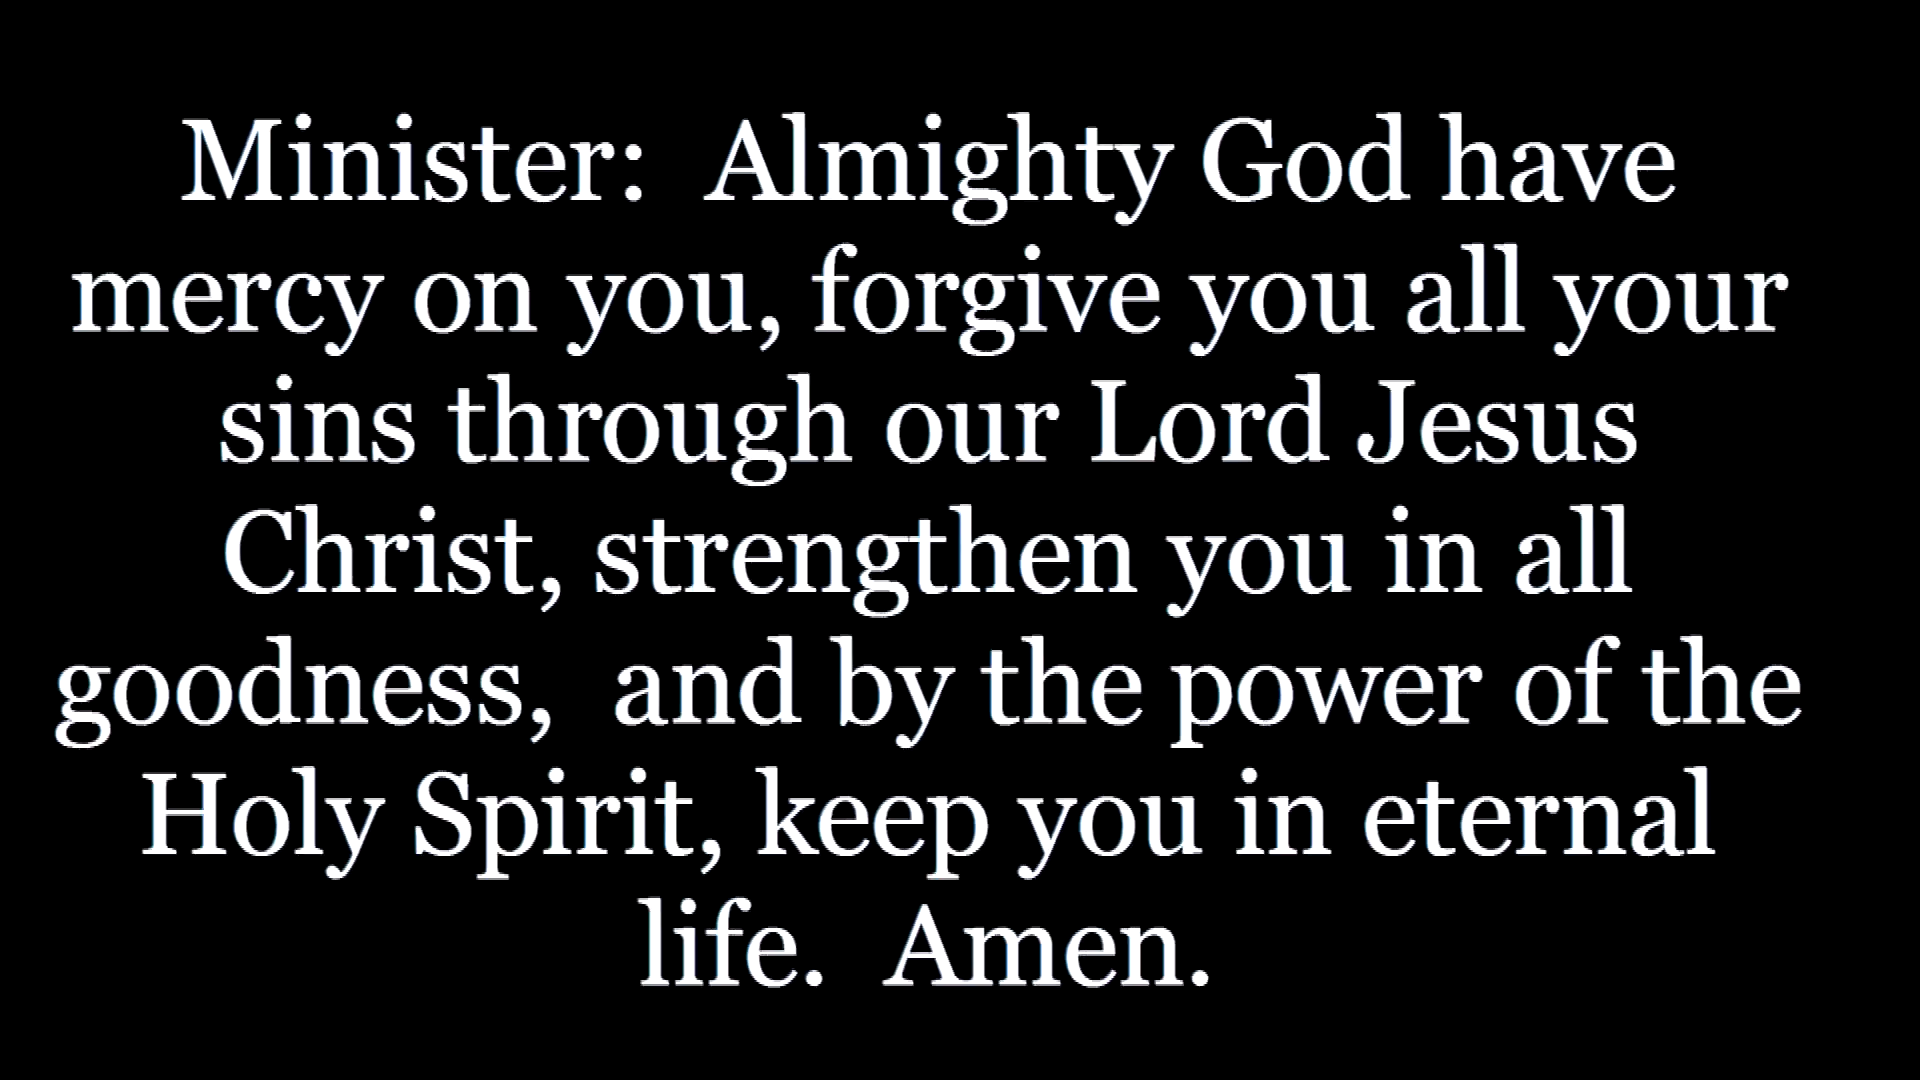 Minister:  Almighty God have
mercy on you, forgive you all your
sins through our Lord Jesus
Christ, strengthen you in all
goodness,  and by the power of the
Holy Spirit, keep you in eternal
life.  Amen.